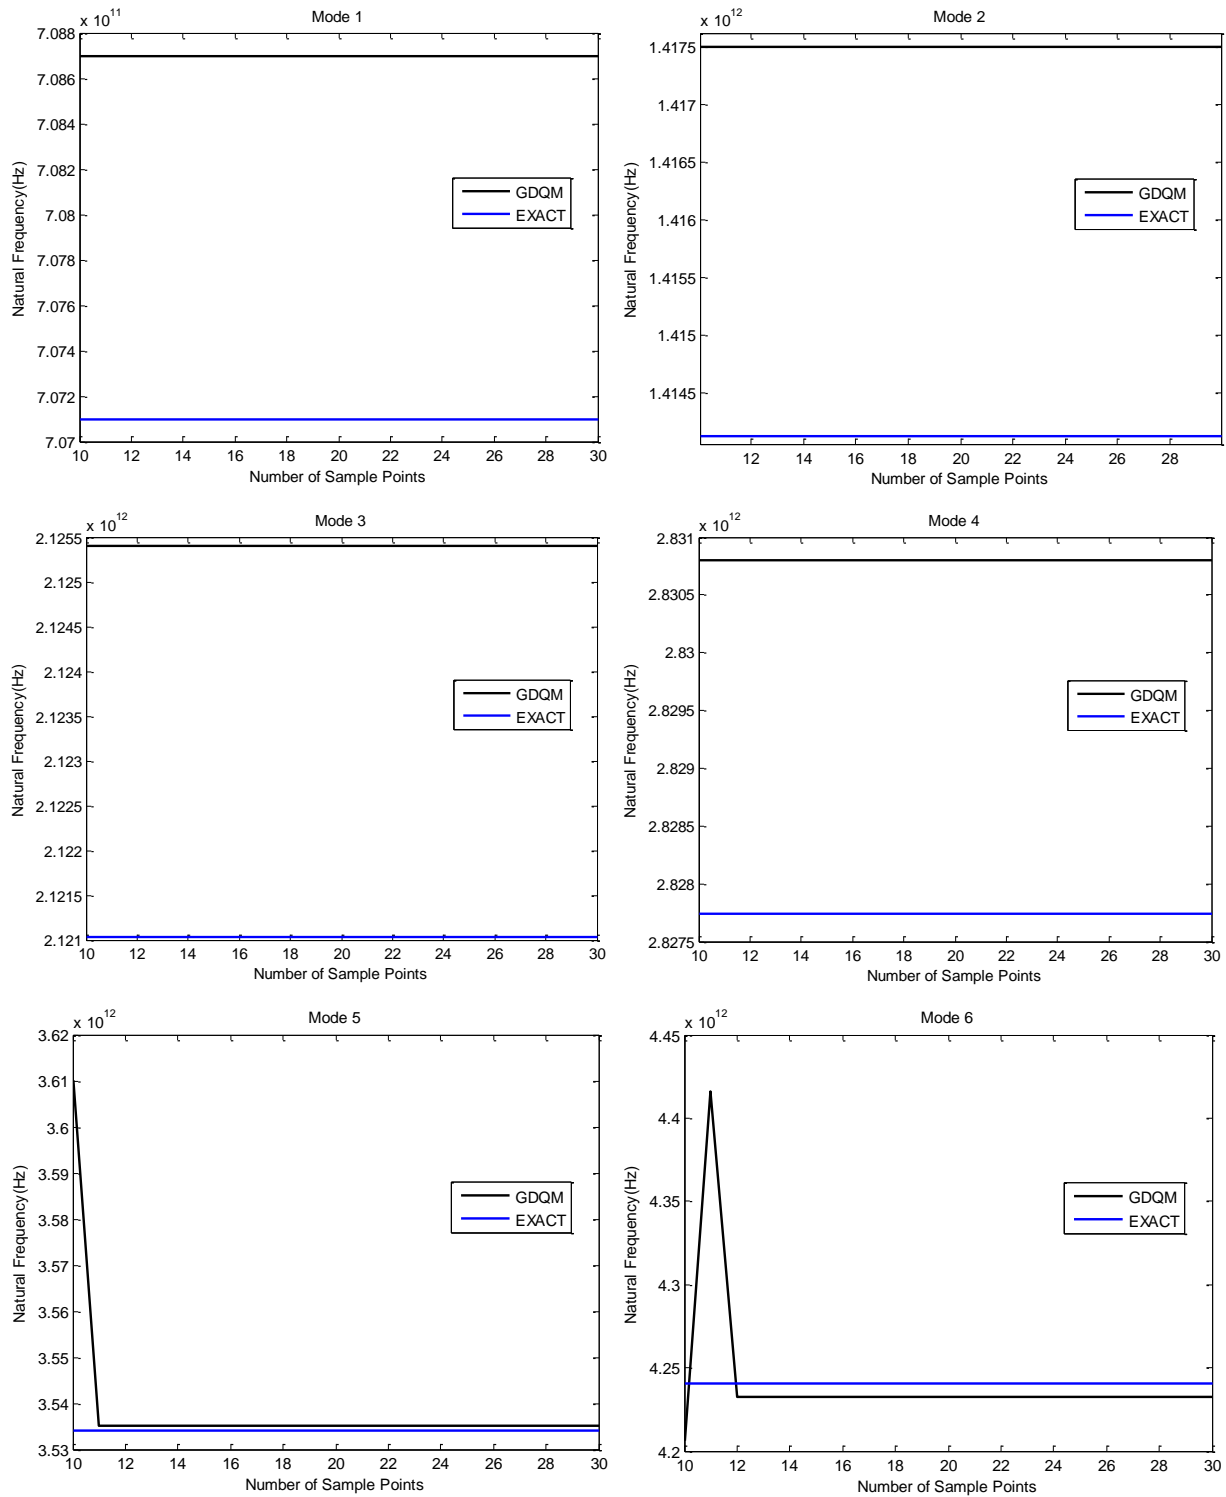 x 10^11
Mode 1
7.088
7.086
7.084
7.082
7.08
7.078
7.076
7.074
7.072
7.07
Natural Frequency(Hz)
GDQM
EXACT
10 12 14 16 18 20 22 24 26 28 30
Number of Sample Points
x 10^12
Mode 2
1.4175
1.417
1.4165
1.416
1.4155
1.415
1.4145
Natural Frequency(Hz)
GDQM
EXACT
12 14 16 18 20 22 24 26 28
Number of Sample Points
x 10^12
Mode 3
2.1255
2.125
2.1245
2.124
2.1235
2.123
2.1225
2.122
2.1215
2.121
Natural Frequency(Hz)
GDQM
EXACT
10 12 14 16 18 20 22 24 26 28 30
Number of Sample Points
x 10^12
Mode 4
2.831
2.8305
2.83
2.8295
2.829
2.8285
2.828
2.8275
Natural Frequency(Hz)
GDQM
EXACT
10 12 14 16 18 20 22 24 26 28 30
Number of Sample Points
x 10^12
Mode 5
3.62
3.61
3.6
3.59
3.58
3.57
3.56
3.55
3.54
3.53
Natural Frequency(Hz)
GDQM
EXACT
10 12 14 16 18 20 22 24 26 28 30
Number of Sample Points
x 10^12
Mode 6
4.45
4.4
4.35
4.3
4.25
4.2
Natural Frequency(Hz)
GDQM
EXACT
10 12 14 16 18 20 22 24 26 28 30
Number of Sample Points